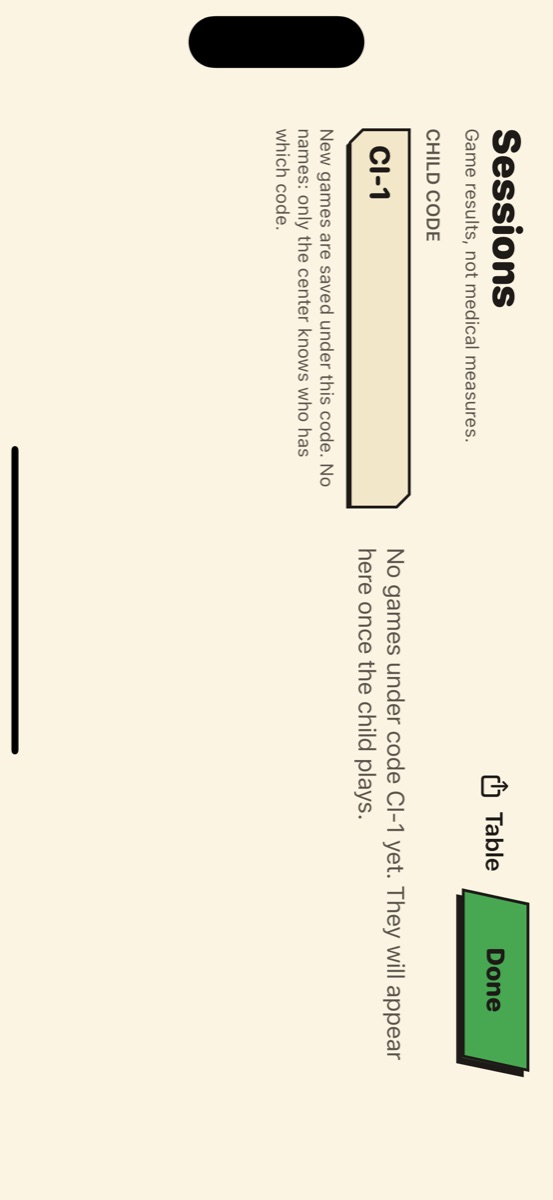 Sessions
Game results, not medical measures.
Table
Done
CHILD CODE
CI-1
New games are saved under this code. No
names: only the center knows who has
which code.
No games under code CI-1 yet. They will appear
here once the child plays.